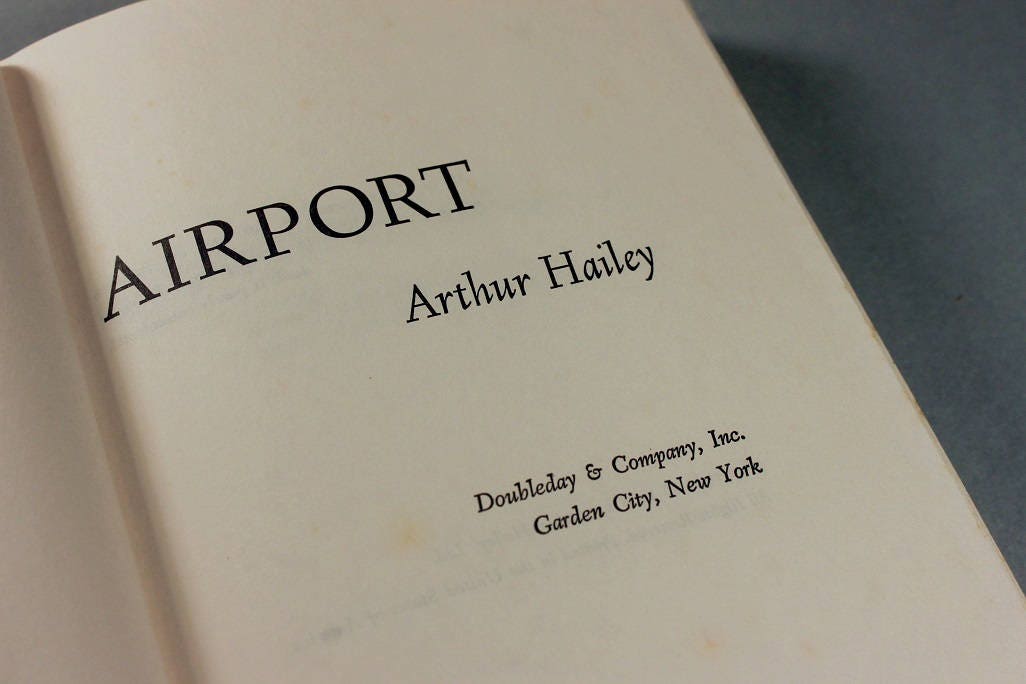 AIRPORT
Arthur Hailey
Doubleday & Company, Inc.
Garden City, New York